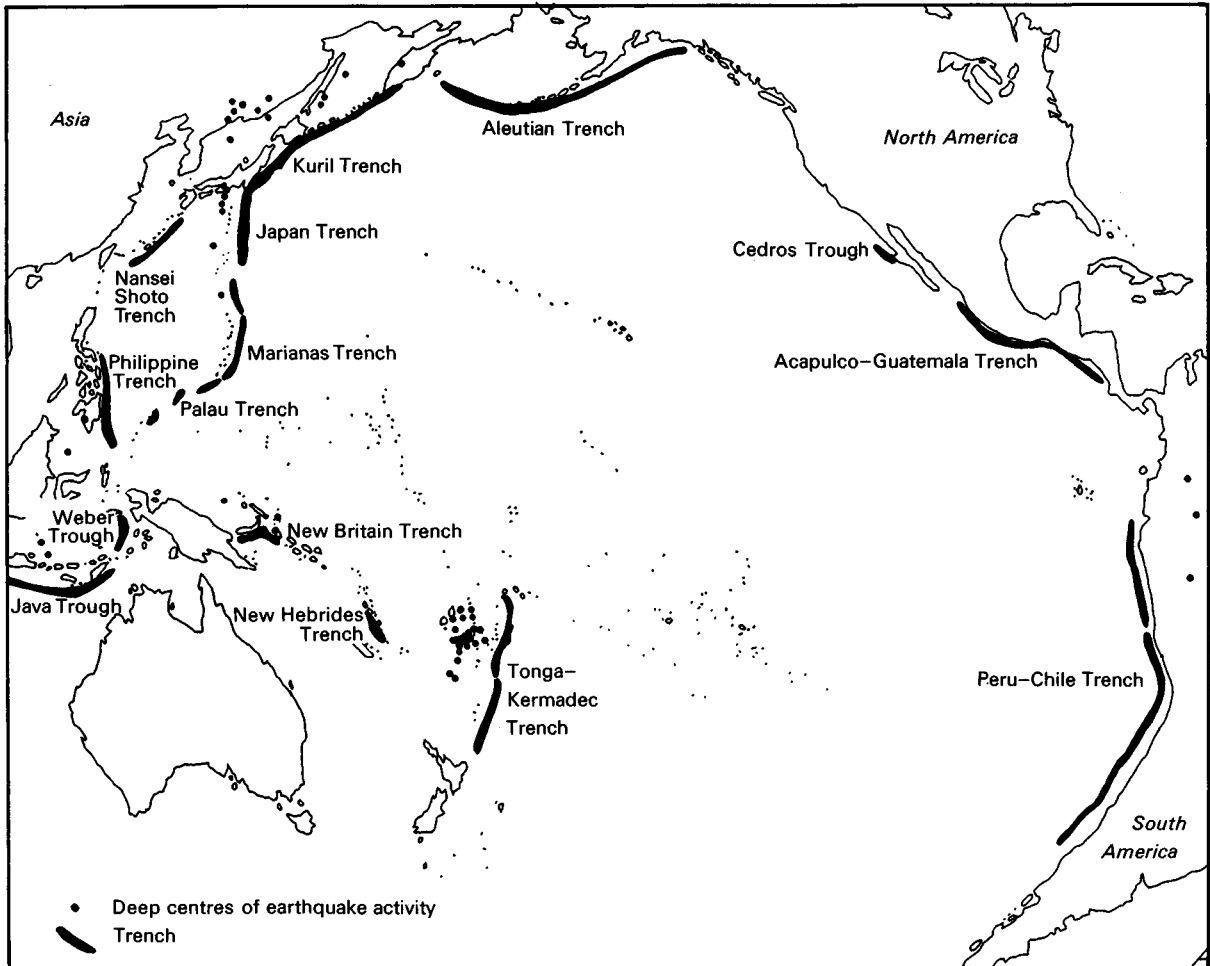 Asia
North America
Aleutian Trench
Kuril Trench
Japan Trench
Cedros Trough
Nansei
Shoto
Trench
Marianas Trench
Acapulco–Guatemala Trench
Philippine
Trench
Palau Trench
Weber
Trough
New Britain Trench
Java Trough
New Hebrides
Trench
Tonga–
Kermadec
Trench
Peru–Chile Trench
South
America
Deep centres of earthquake activity
Trench